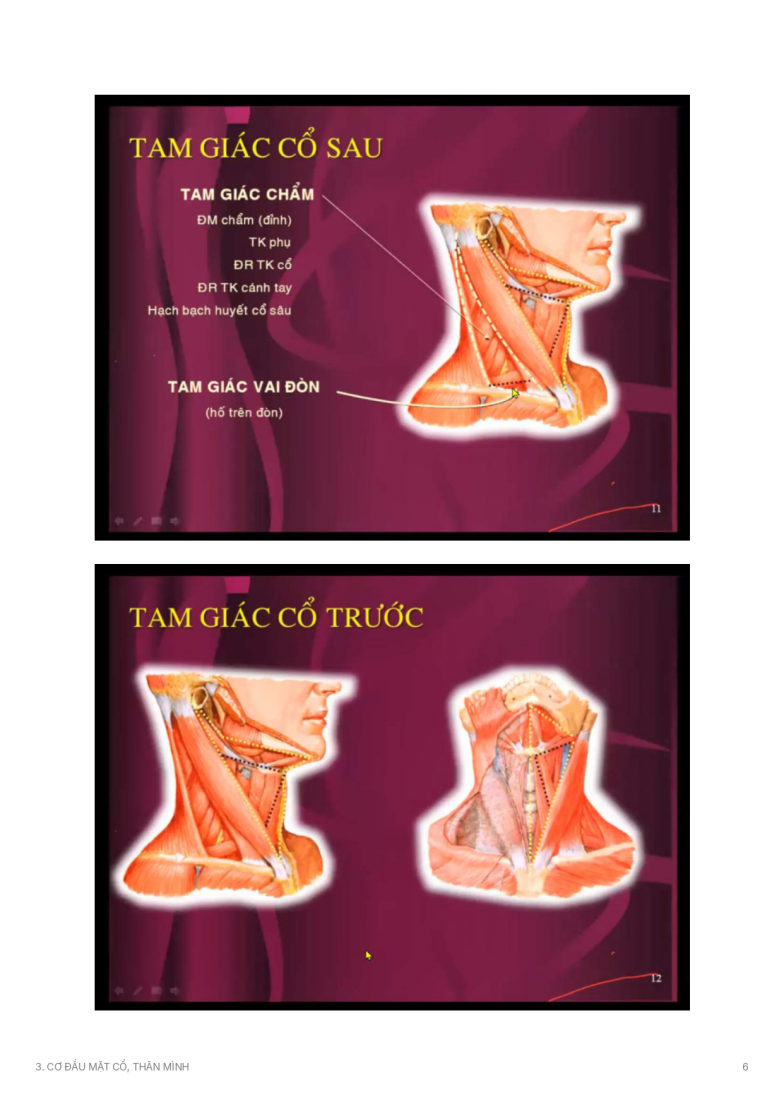 TAM GIÁC CỔ SAU
TAM GIÁC CHẨM
ĐM chẩm (đỉnh)
TK phụ
ĐR TK cổ
ĐR TK cánh tay
Hạch bạch huyết cổ sâu
TAM GIÁC VAI ĐÒN
(hố trên đòn)
11
TAM GIÁC CỔ TRƯỚC
12
3. CƠ ĐẦU MẶT CỔ, THÂN MÌNH
6